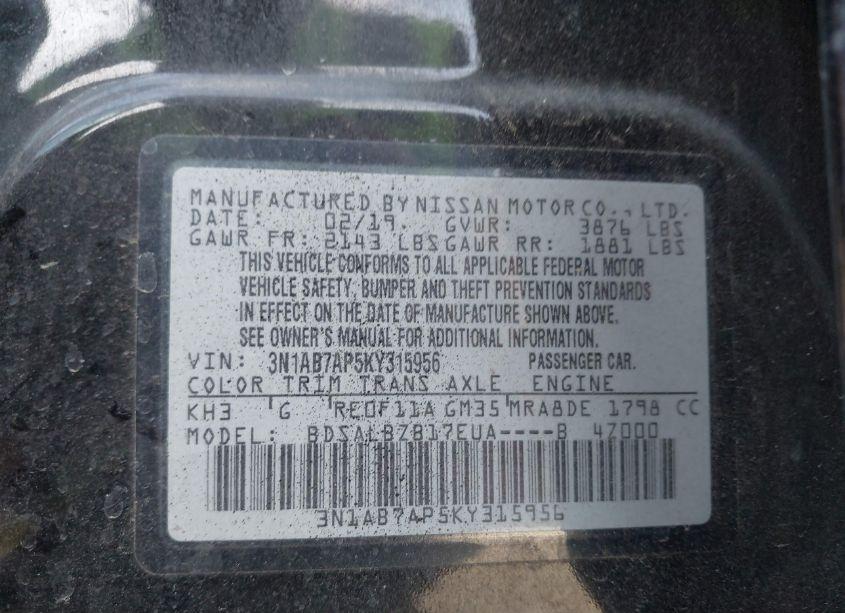 MANUFACTURED BY NISSAN MOTOR CO., LTD.
DATE: 02/19. GVWR: 3876 LBS
GAWR FR: 2143 LBS GAWR RR: 1881 LBS
THIS VEHICLE CONFORMS TO ALL APPLICABLE FEDERAL MOTOR
VEHICLE SAFETY, BUMPER AND THEFT PREVENTION STANDARDS
IN EFFECT ON THE DATE OF MANUFACTURE SHOWN ABOVE.
SEE OWNER'S MANUAL FOR ADDITIONAL INFORMATION.
VIN: 3N1AB7AP5KY315956 PASSENGER CAR.
COLOR TRIM TRANS AXLE ENGINE
KH3 G RE0F11A GM35 MRA8DE 1798 CC
MODEL: BDSALBZB17EUA----B 47000
3N1AB7AP5KY315956